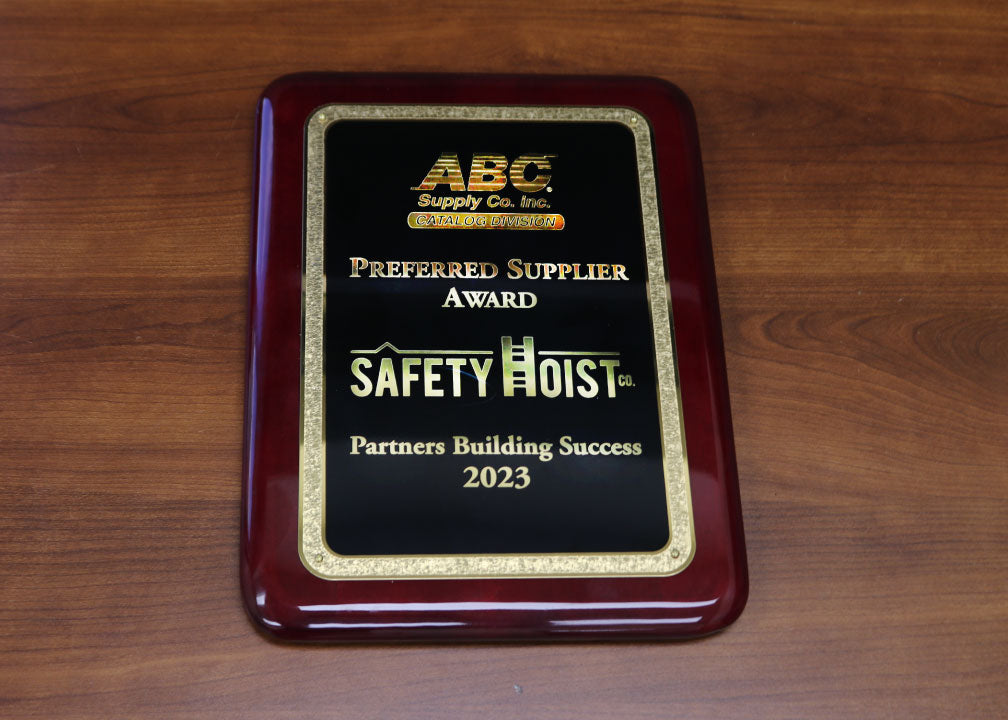 ABC®
Supply Co. Inc.
CATALOG DIVISION
PREFERRED SUPPLIER
AWARD
SAFETY HOIST CO.
Partners Building Success
2023